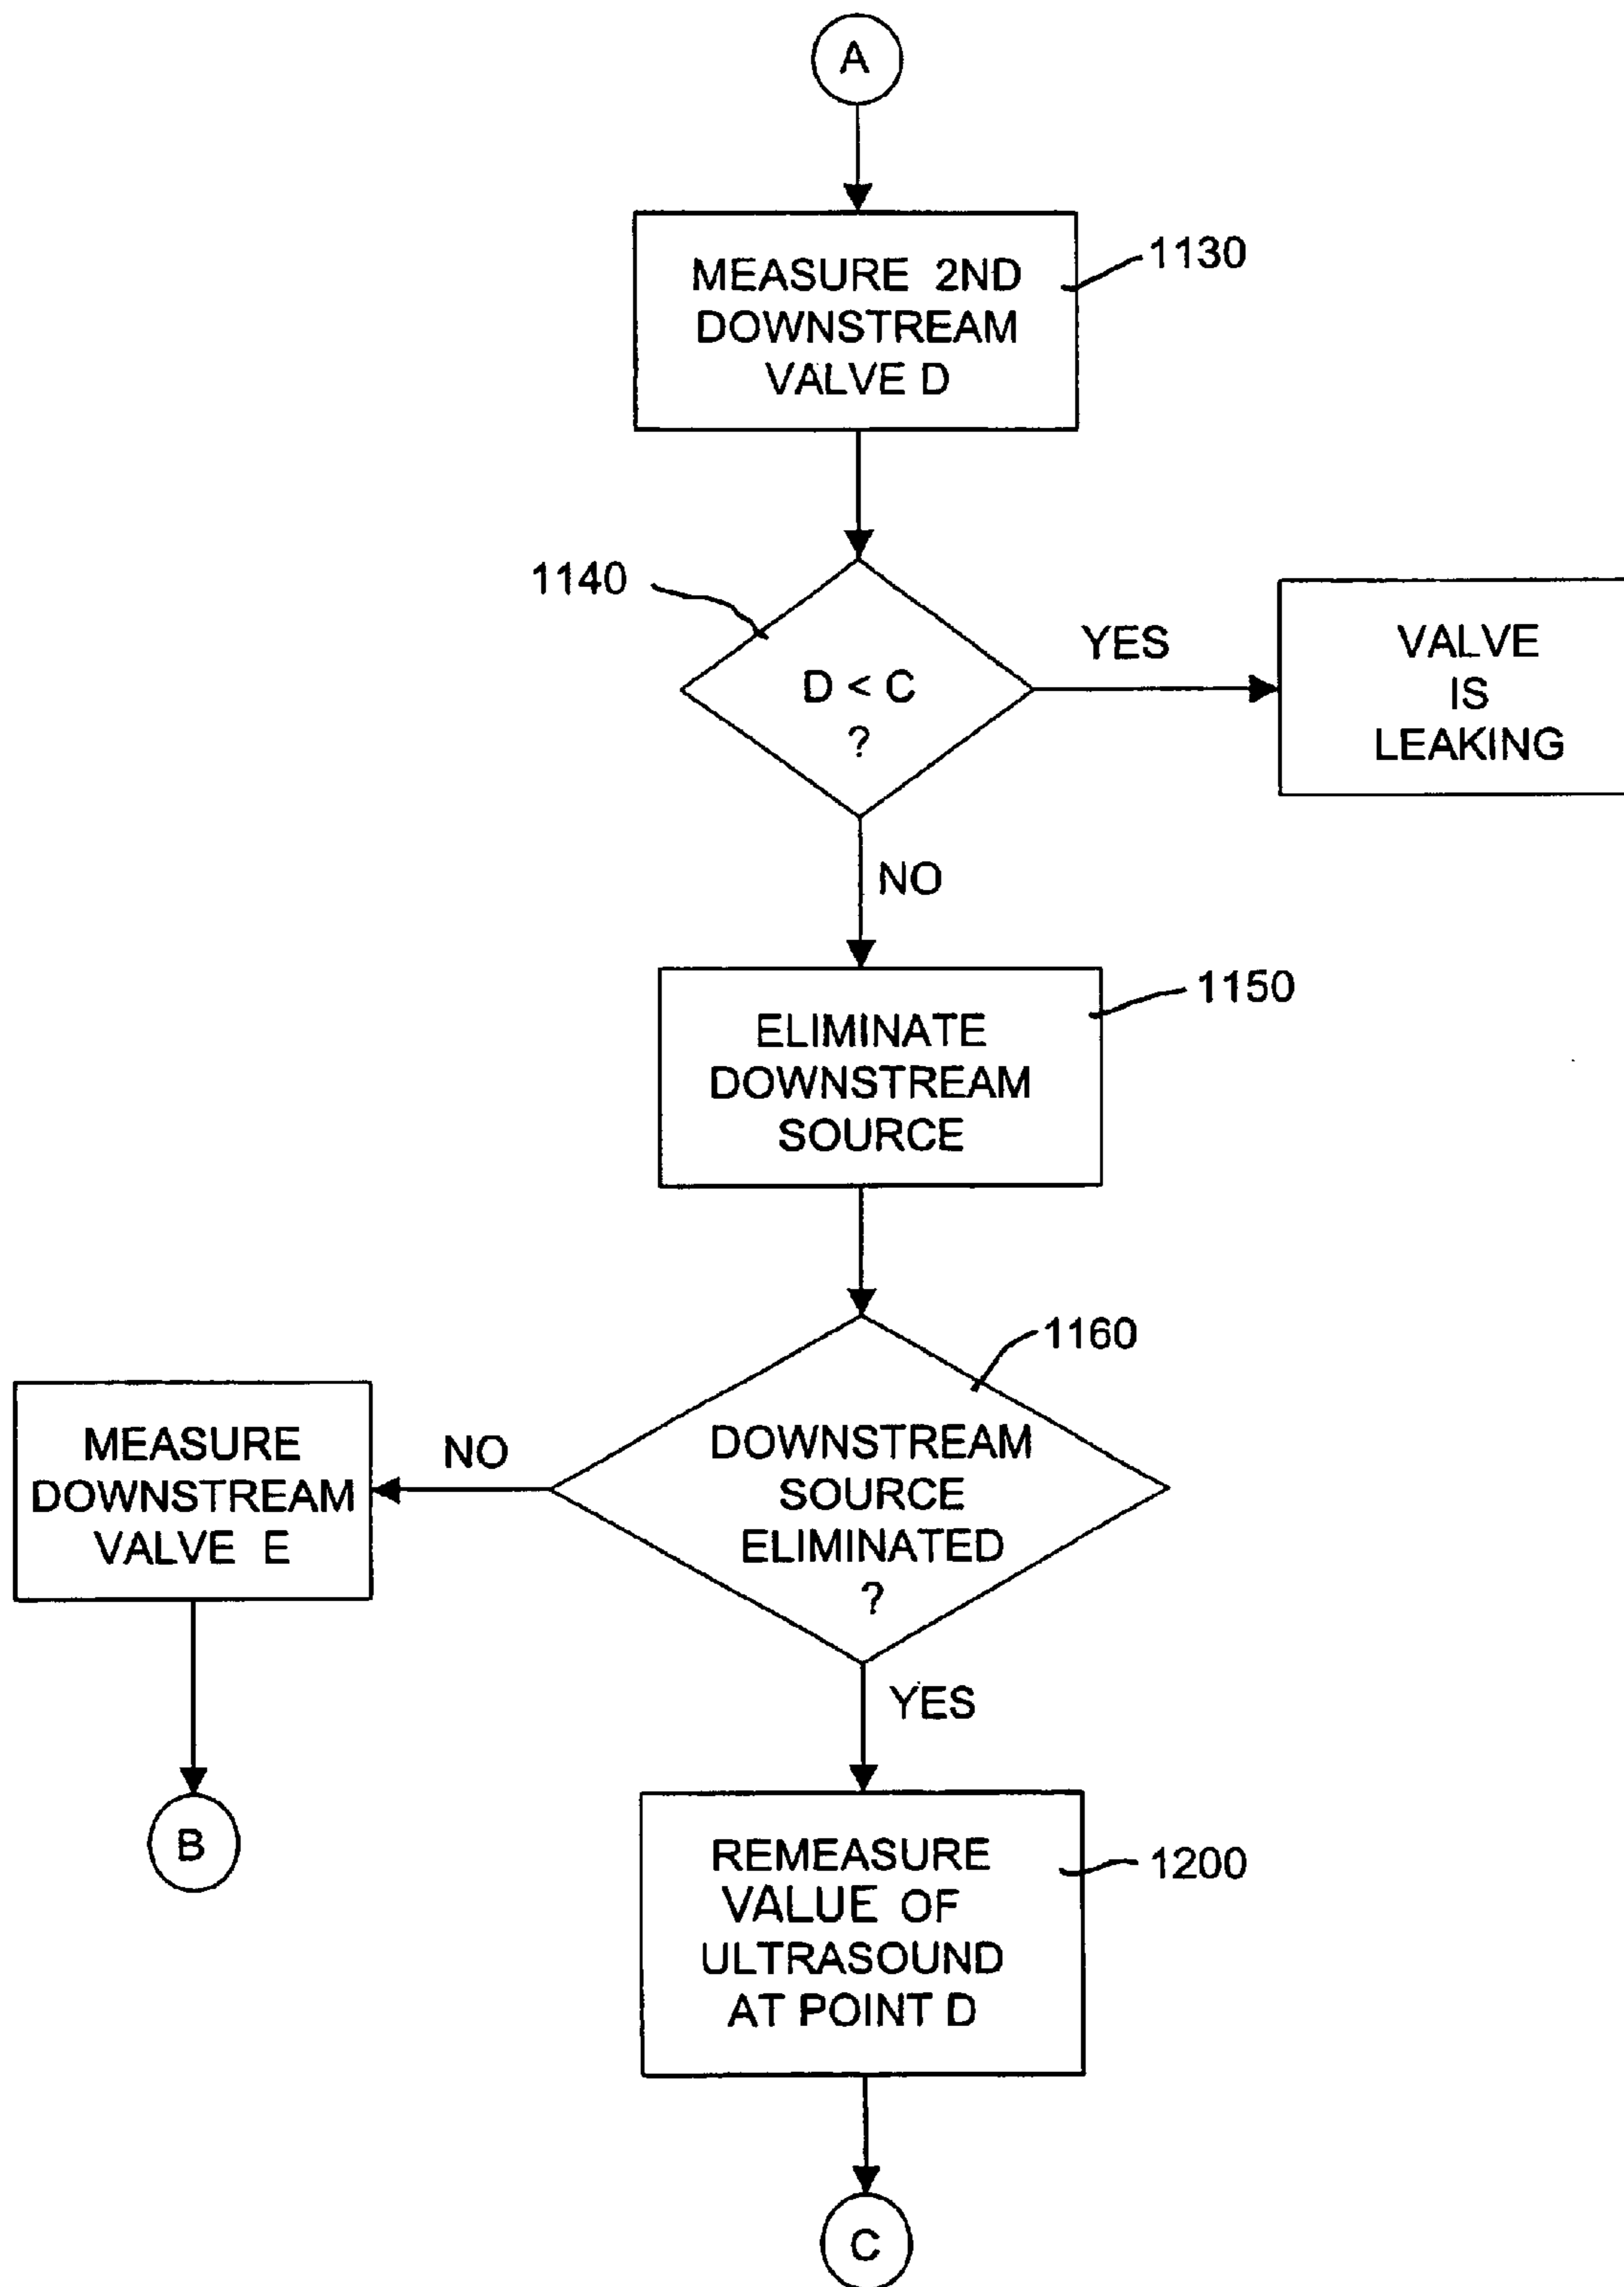 A
MEASURE 2ND
DOWNSTREAM
VALVE D
1130
1140
D < C
?
YES
VALVE
IS
LEAKING
NO
ELIMINATE
DOWNSTREAM
SOURCE
1150
1160
DOWNSTREAM
SOURCE
ELIMINATED
?
NO
MEASURE
DOWNSTREAM
VALVE E
B
YES
REMEASURE
VALUE OF
ULTRASOUND
AT POINT D
1200
C